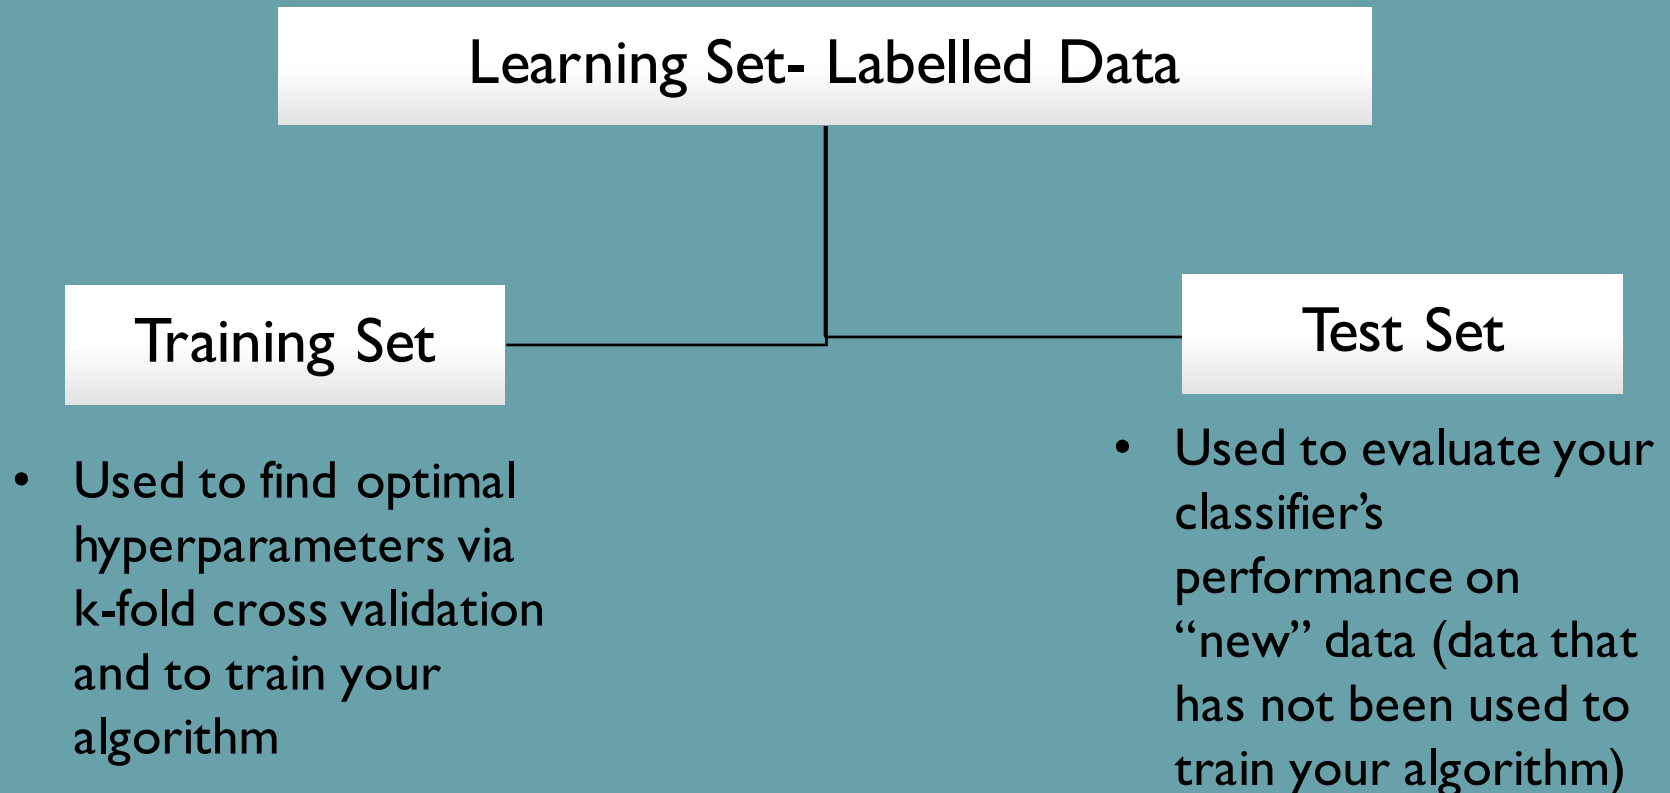 Learning Set- Labelled Data
Training Set
• Used to find optimal
hyperparameters via
k-fold cross validation
and to train your
algorithm
Test Set
• Used to evaluate your
classifier’s
performance on
“new” data (data that
has not been used to
train your algorithm)